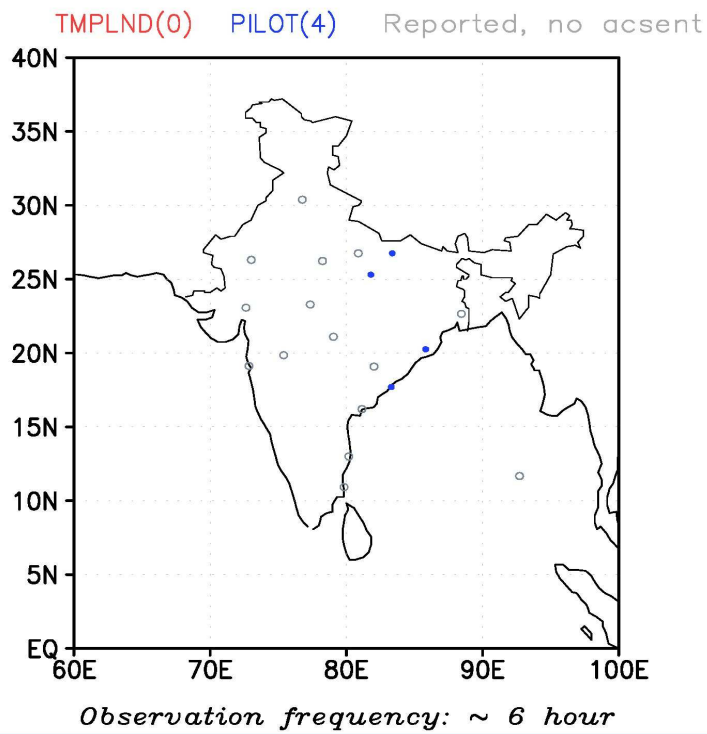 TMPLND(0) PILOT(4) Reported, no acsent
40N
35N
30N
25N
20N
15N
10N
5N
EQ
60E 70E 80E 90E 100E
Observation frequency: ~ 6 hour